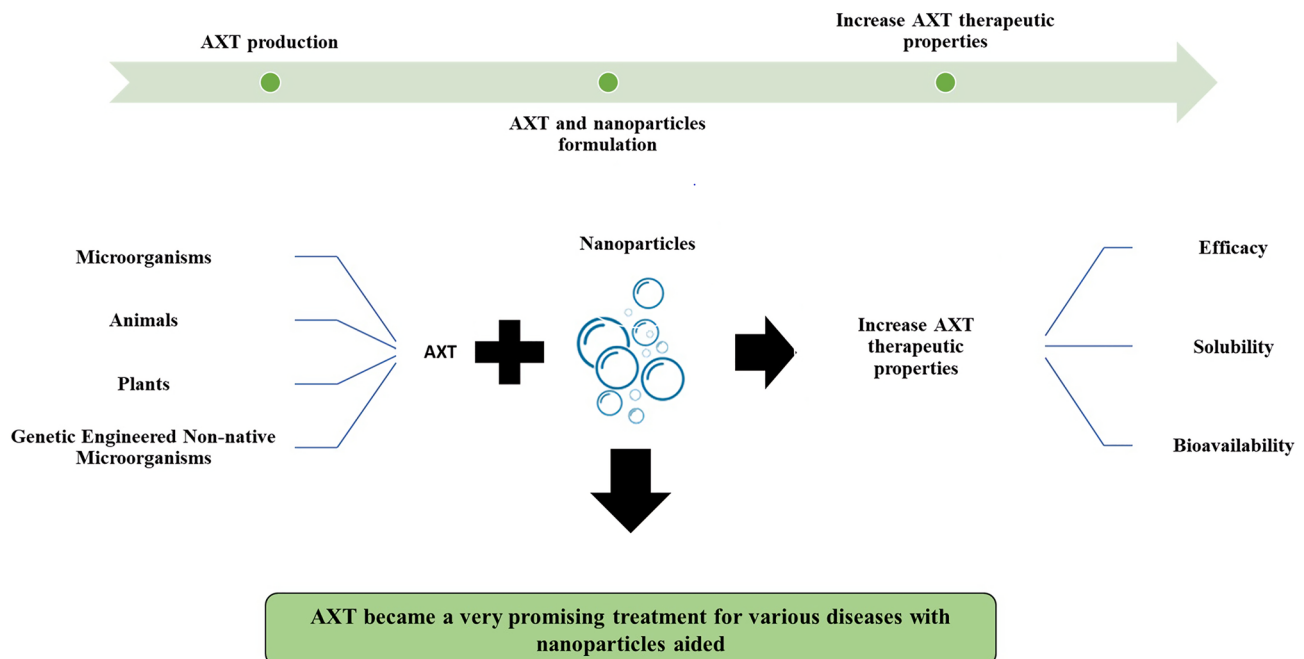 Increase AXT therapeutic
properties
AXT production
AXT and nanoparticles
formulation
Nanoparticles
Microorganisms
Animals
Plants
Genetic Engineered Non-native
Microorganisms
AXT
Increase AXT
therapeutic
properties
Efficacy
Solubility
Bioavailability
AXT became a very promising treatment for various diseases with
nanoparticles aided